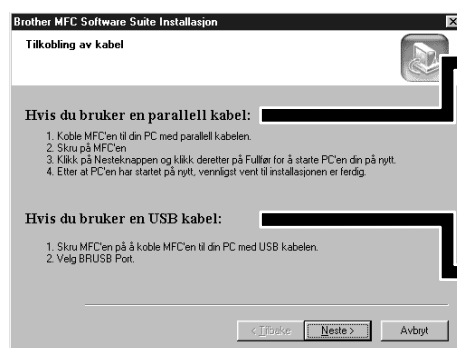 Brother MFC Software Suite Installasjon
Tilkobling av kabel
Hvis du bruker en parallell kabel:
1. Koble MFC'en til din PC med parallell kabelen.
2. Skru på MFC'en
3. Klikk på Nesteknappen og klikk deretter på Fullfør for å starte PC'en din på nytt.
4. Etter at PC'en har startet på nytt, vennligst vent til installasjonen er ferdig.
Hvis du bruker en USB kabel:
1. Skru MFC'en på å koble MFC'en til din PC med USB kabelen.
2. Velg BRUSB Port.
< Tilbake Neste > Avbryt